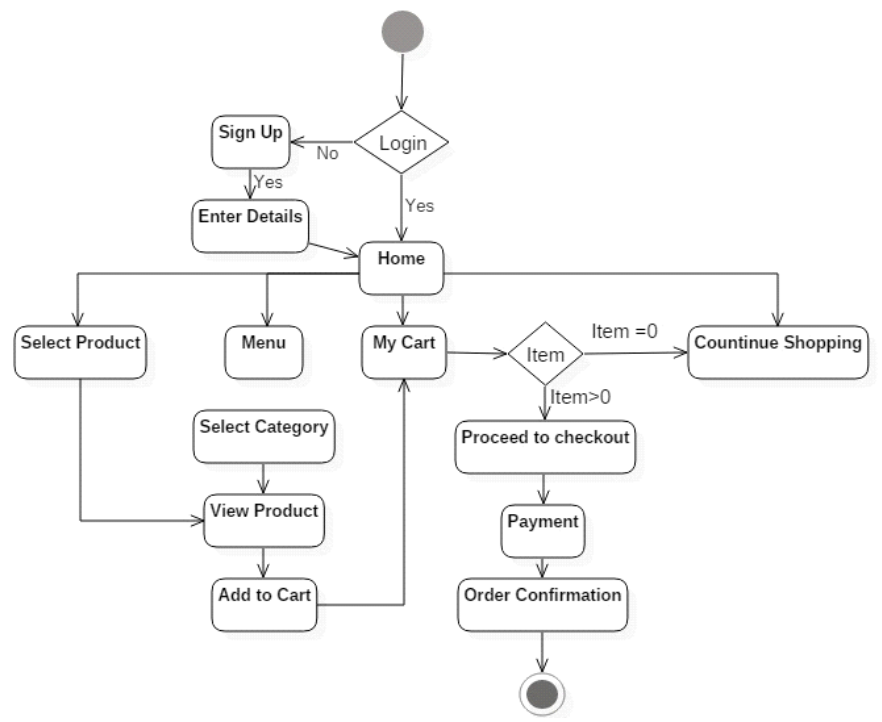 Sign Up
Login
No
Yes
Enter Details
Yes
Home
Select Product
Menu
My Cart
Item
Item =0
Countinue Shopping
Item>0
Select Category
Proceed to checkout
View Product
Payment
Add to Cart
Order Confirmation